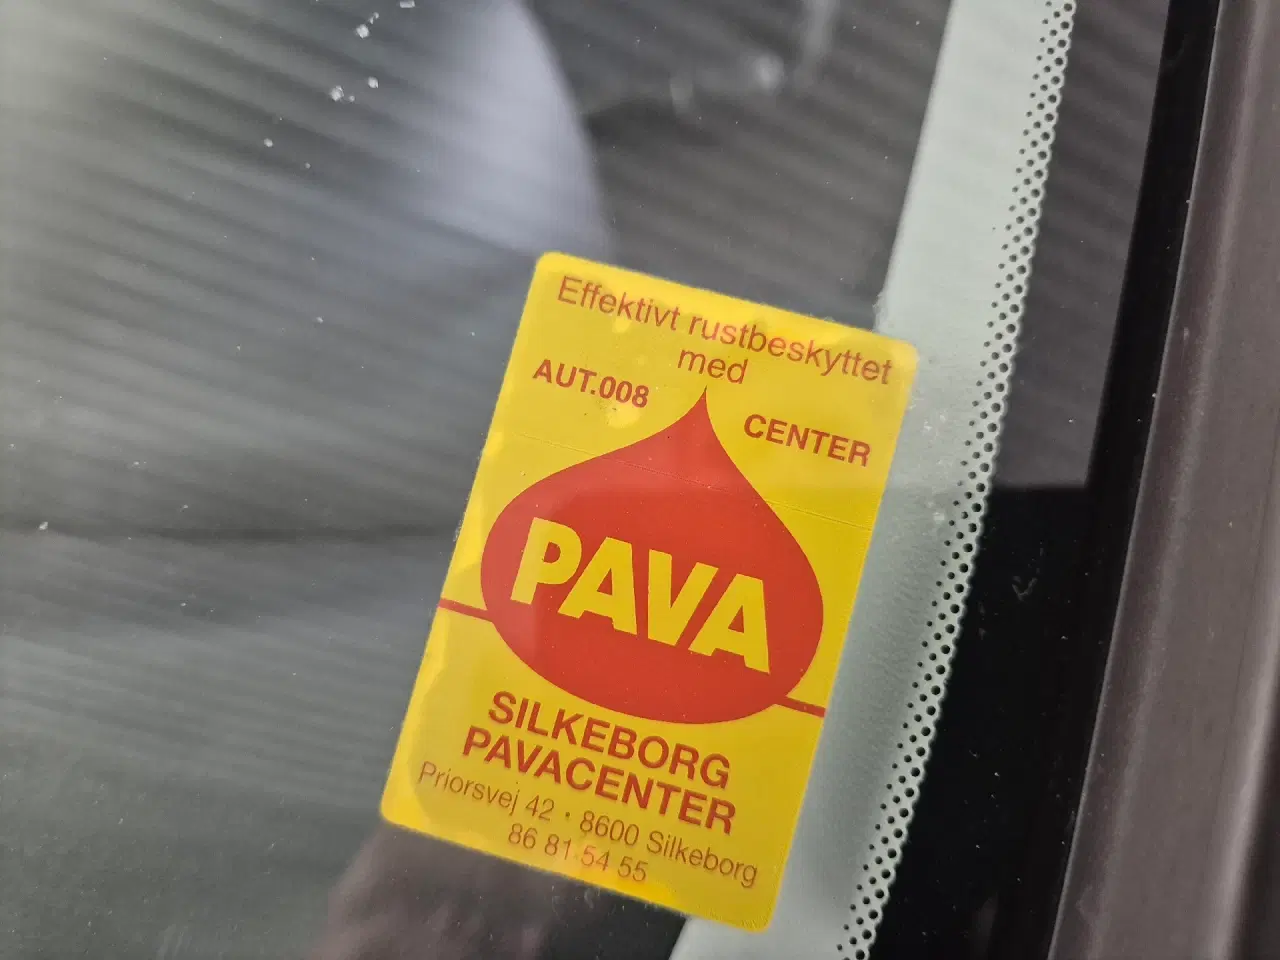 Effektivt rustbeskyttet
med
AUT.008
CENTER
PAVA
SILKEBORG
PAVACENTER
Priorsvej 42 · 8600 Silkeborg
86 81 54 55